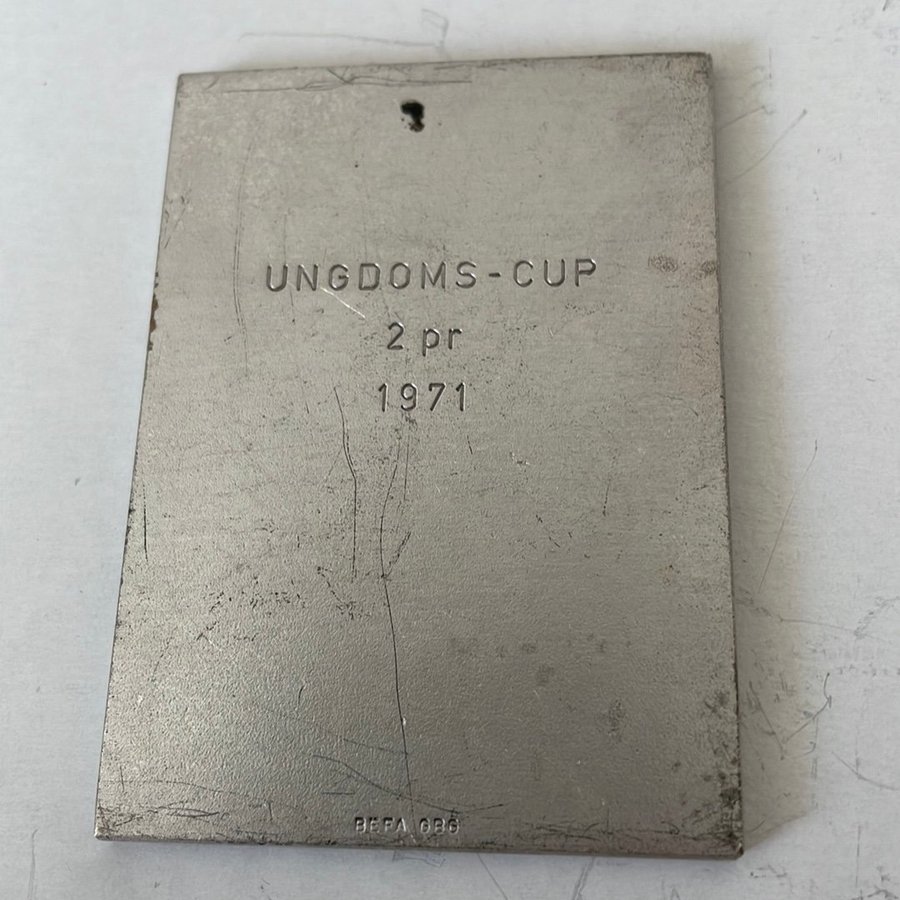 UNGDOMS-CUP
2 pr
1971
BEFA GBG